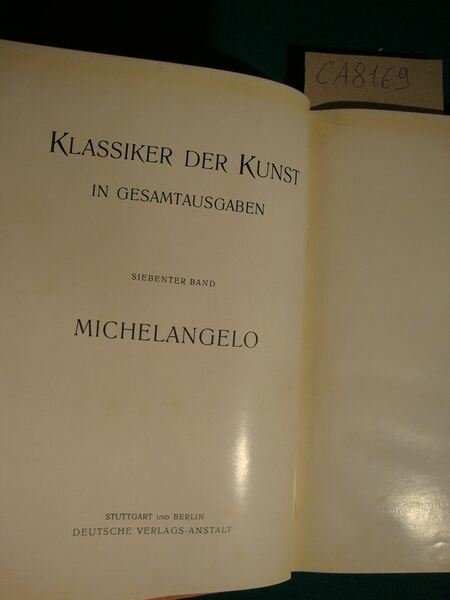 CA8169
KLASSIKER DER KUNST
IN GESAMTAUSGABEN
SIEBENTER BAND
MICHELANGELO
STUTTGART UND BERLIN
DEUTSCHE VERLAGS-ANSTALT